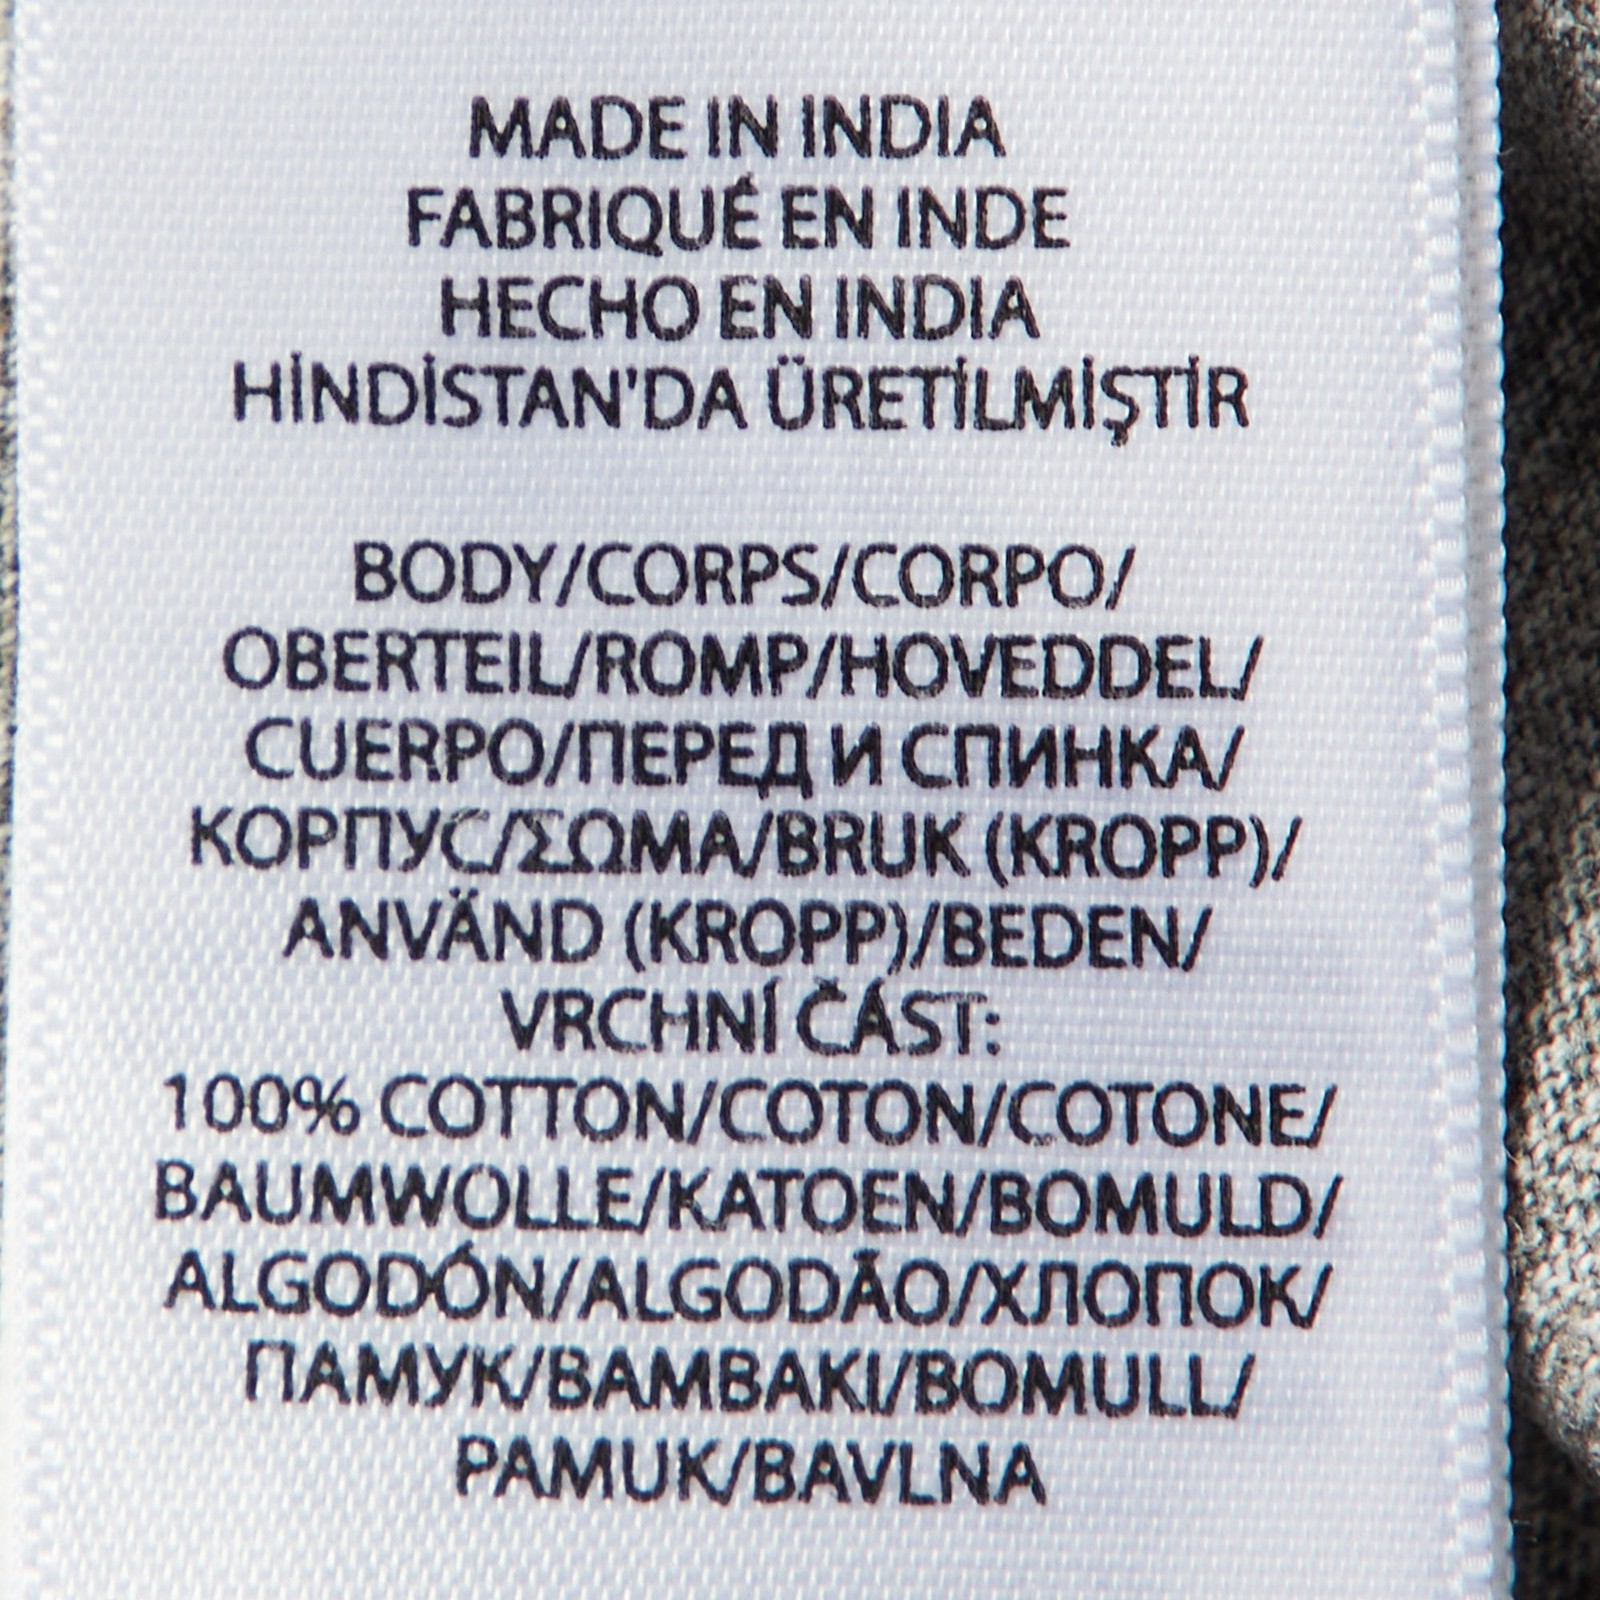 MADE IN INDIA
FABRIQUÉ EN INDE
HECHO EN INDIA
HİNDİSTAN'DA ÜRETİLMİŞTİR
BODY/CORPS/CORPO/
OBERTEIL/ROMP/HOVEDDEL/
CUERPO/ПЕРЕД И СПИНКА/
КОРПУС/ΣΩΜΑ/BRUK (KROPP)/
ANVÄND (KROPP)/BEDEN/
VRCHNÍ ČÁST:
100% COTTON/COTON/COTONE/
BAUMWOLLE/KATOEN/BOMULD/
ALGODÓN/ALGODÃO/ХЛОПОК/
ПАМУК/BAMBAKI/BOMULL/
PAMUK/BAVLNA